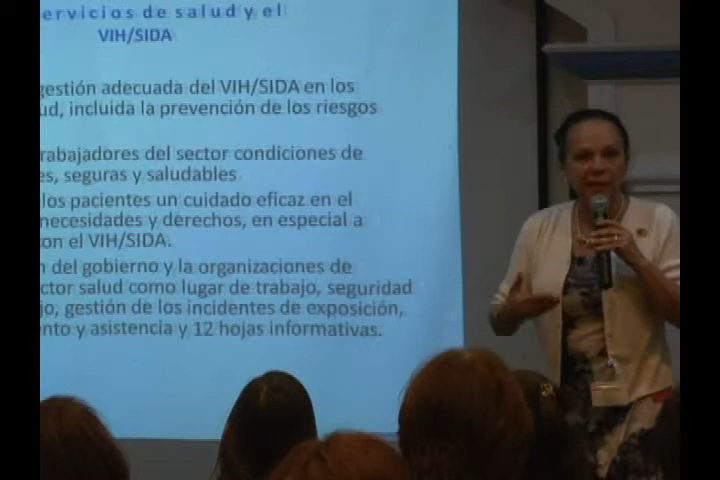 ervicios de salud y el
VIH/SIDA
gestión adecuada del VIH/SIDA en los
ud, incluida la prevención de los riesgos
rabajadores del sector condiciones de
es, seguras y saludables
los pacientes un cuidado eficaz en el
necesidades y derechos, en especial a
on el VIH/SIDA.
n del gobierno y la organizaciones de
ctor salud como lugar de trabajo, seguridad
jo, gestión de los incidentes de exposición,
nto y asistencia y 12 hojas informativas.